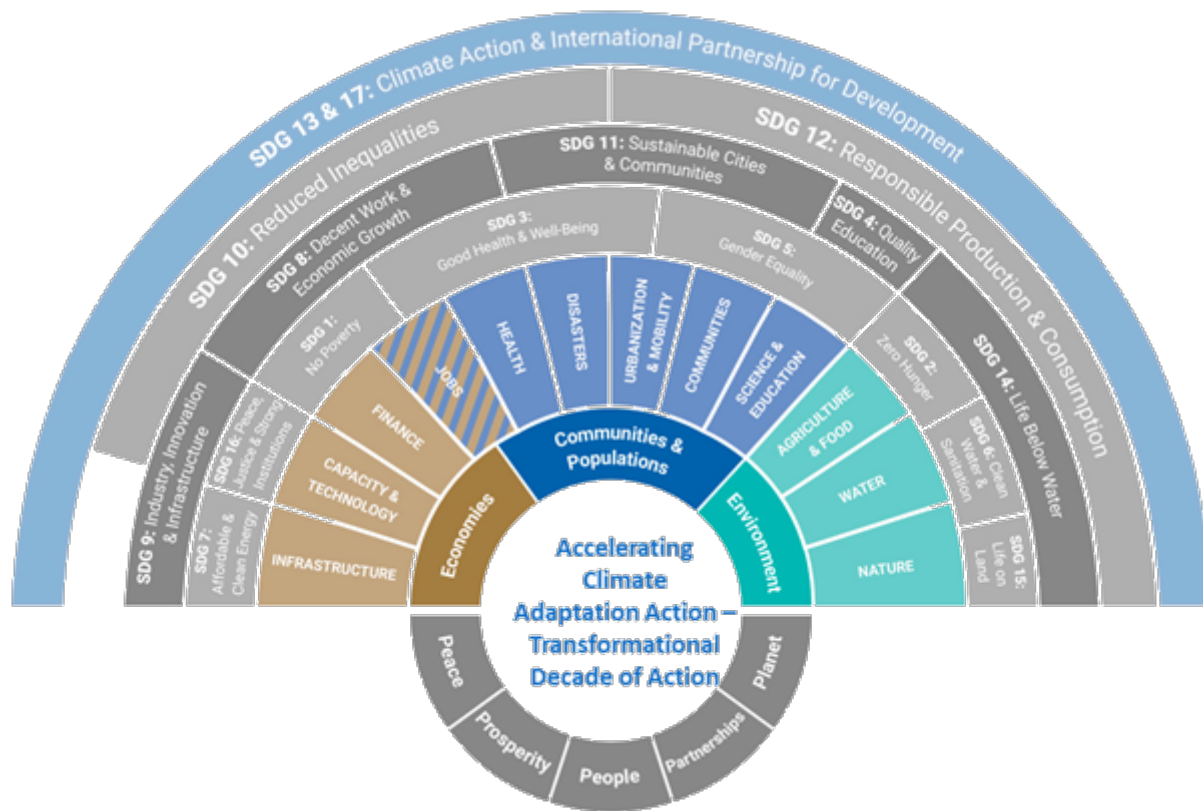 SDG 13 & 17: Climate Action & International Partnership for Development
SDG 10: Reduced Inequalities
SDG 12: Responsible Production & Consumption
SDG 9: Industry, Innovation
& Infrastructure
SDG 8: Decent Work &
Economic Growth
SDG 11: Sustainable Cities
& Communities
SDG 4: Quality
Education
SDG 14: Life Below Water
SDG 7:
Affordable &
Clean Energy
SDG 16: Peace,
Justice & Strong
Institutions
SDG 1:
No Poverty
SDG 3:
Good Health & Well-Being
SDG 5:
Gender Equality
SDG 2:
Zero Hunger
SDG 6: Clean
Water &
Sanitation
SDG 15:
Life on
Land
INFRASTRUCTURE
CAPACITY &
TECHNOLOGY
FINANCE
JOBS
HEALTH
DISASTERS
URBANIZATION
& MOBILITY
COMMUNITIES
SCIENCE &
EDUCATION
AGRICULTURE
& FOOD
WATER
NATURE
Economies
Communities &
Populations
Environment
Accelerating
Climate
Adaptation Action –
Transformational
Decade of Action
Peace
Prosperity
People
Partnerships
Planet